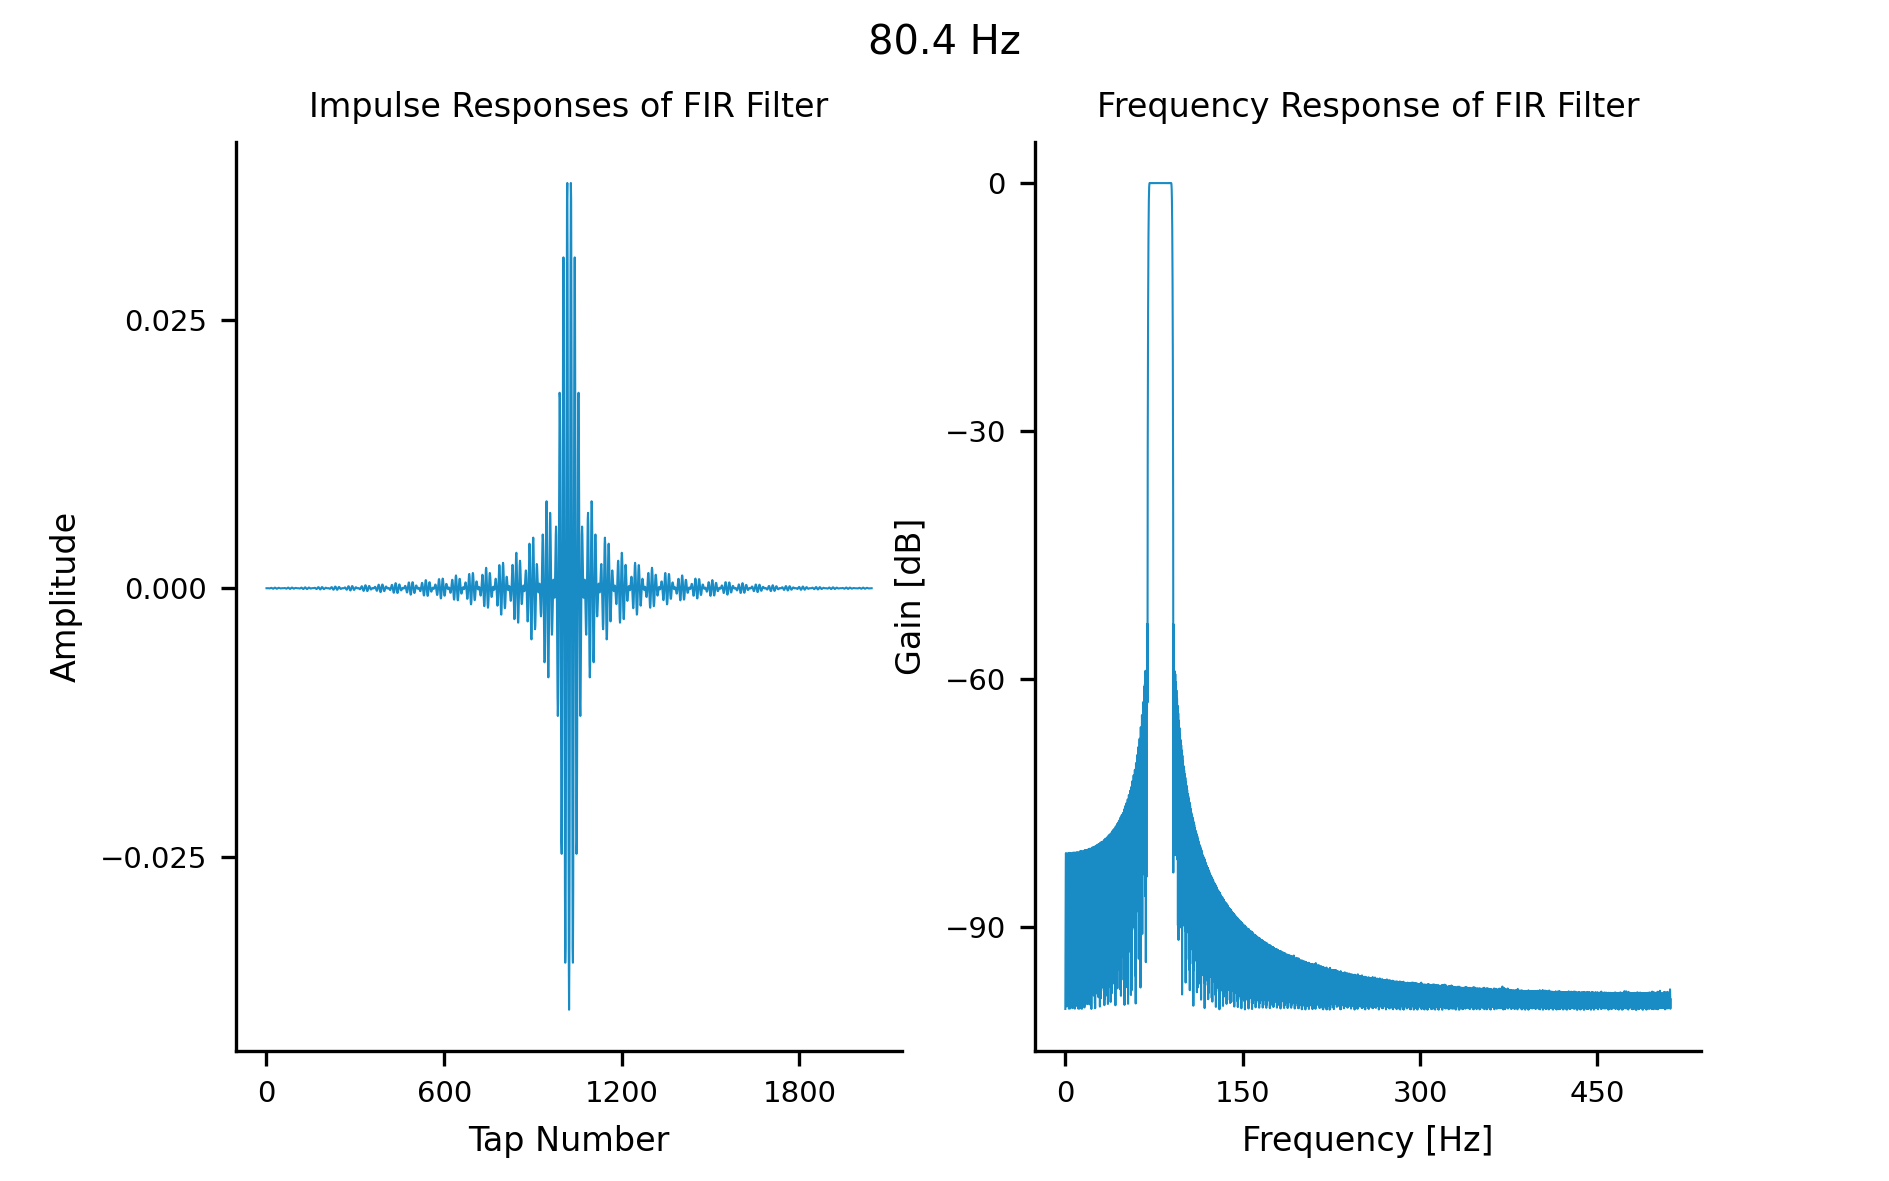 80.4 Hz
Impulse Responses of FIR Filter
Amplitude
0.025
0.000
−0.025
0 600 1200 1800
Tap Number
Frequency Response of FIR Filter
Gain [dB]
0
−30
−60
−90
0 150 300 450
Frequency [Hz]